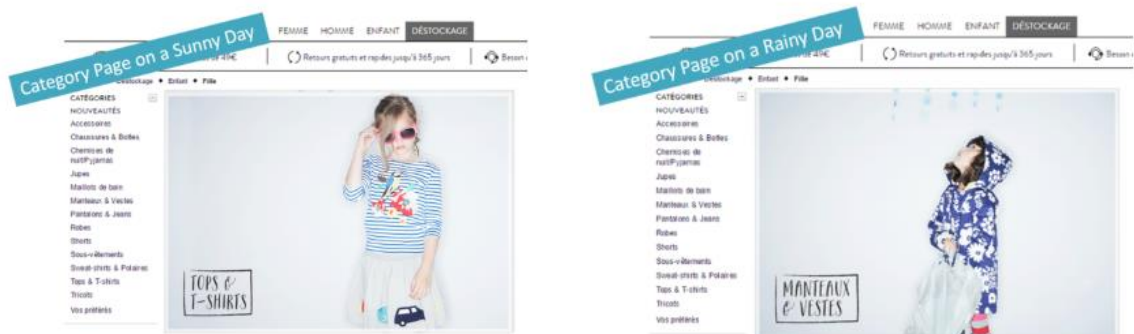 Category Page on a Sunny Day
FEMME HOMME ENFANT DÉSTOCKAGE
49€
Retours gratuits et rapides jusqu'à 365 jours
Besoin
Déstockage ◆ Enfant ◆ Fille
CATÉGORIES
NOUVEAUTÉS
Accessoires
Chaussures & Bottes
Chemises de
nuit/Pyjamas
Jupes
Maillots de bain
Manteaux & Vestes
Pantalons & Jeans
Robes
Shorts
Sous-vêtements
Sweat-shirts & Polaires
Tops & T-shirts
Tricots
Vos préférés
TOPS &
T-SHIRTS
Category Page on a Rainy Day
FEMME HOMME ENFANT DÉSTOCKAGE
Retours gratuits et rapides jusqu'à 365 jours
Besoin
Déstockage ◆ Enfant ◆ Fille
CATÉGORIES
NOUVEAUTÉS
Accessoires
Chaussures & Bottes
Chemises de
nuit/Pyjamas
Jupes
Maillots de bain
Manteaux & Vestes
Pantalons & Jeans
Robes
Shorts
Sous-vêtements
Sweat-shirts & Polaires
Tops & T-shirts
Tricots
Vos préférés
MANTEAUX
& VESTES